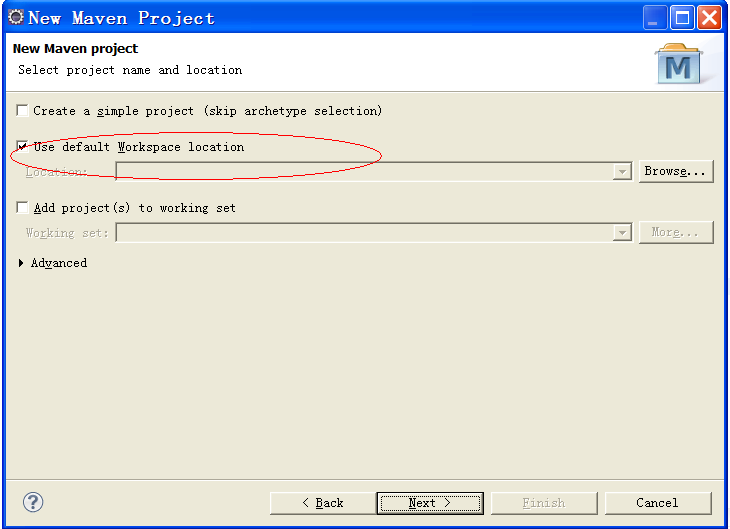 New Maven Project
New Maven project
Select project name and location
M
Create a simple project (skip archetype selection)
Use default Workspace location
Location:
Browse...
Add project(s) to working set
Working set:
More...
Advanced
?
< Back
Next >
Finish
Cancel